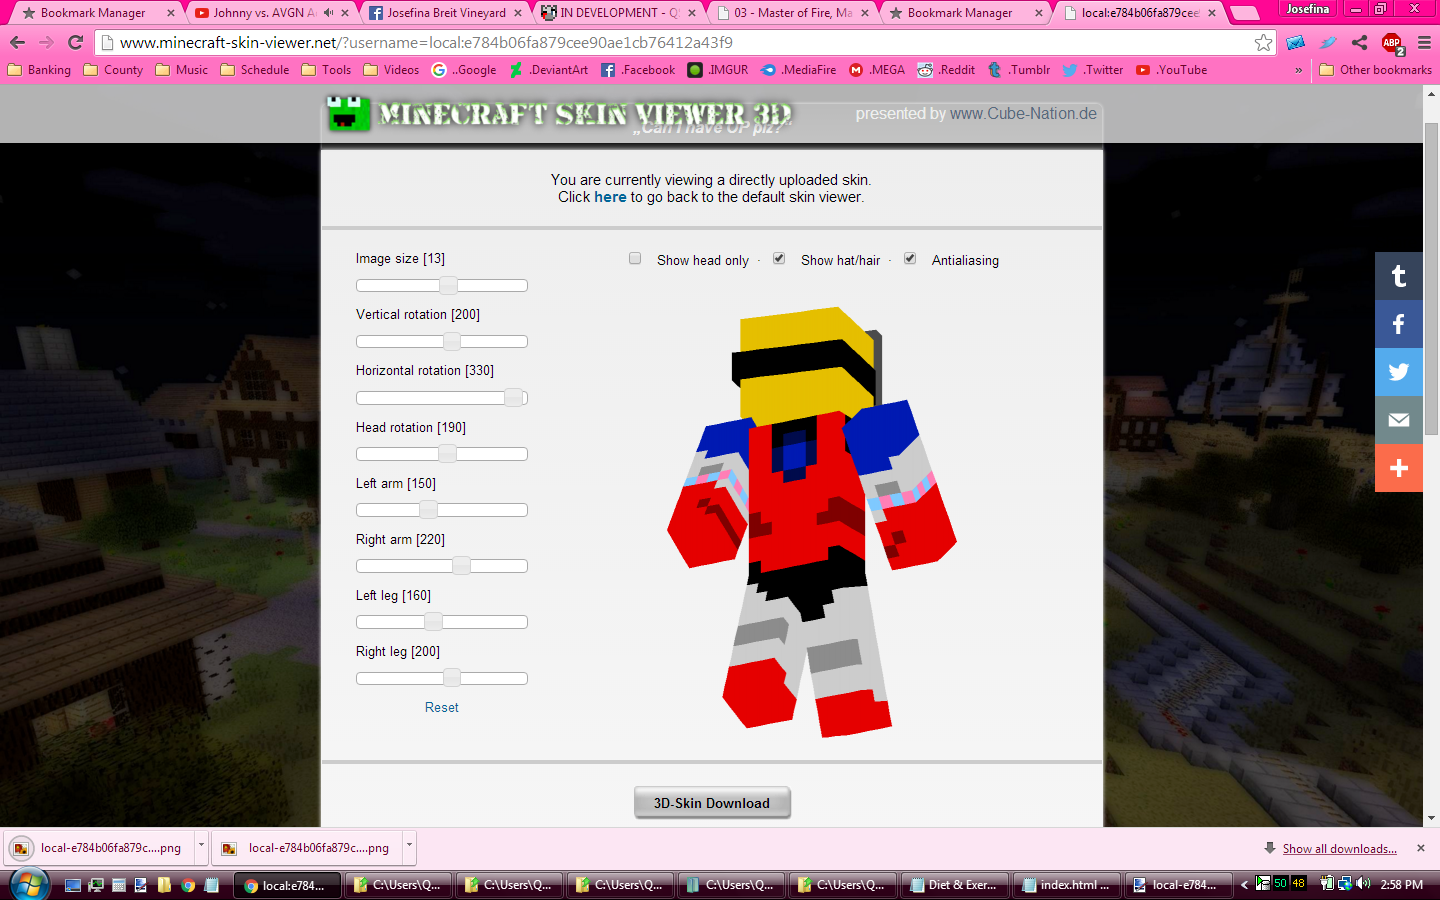 Bookmark Manager
Johnny vs. AVGN A
Josefina Breit Vineyard
IN DEVELOPMENT - Q
03 - Master of Fire, Ma
Bookmark Manager
local:e784b06fa879cee
Josefina
www.minecraft-skin-viewer.net/?username=local:e784b06fa879cee90ae1cb76412a43f9
ABP
2
Banking
County
Music
Schedule
Tools
Videos
..Google
.DeviantArt
.Facebook
.IMGUR
.MediaFire
.MEGA
.Reddit
.Tumblr
.Twitter
.YouTube
»
Other bookmarks
MINECRAFT SKIN VIEWER 3D
presented by www.Cube-Nation.de
„Can I have OP plz?"
You are currently viewing a directly uploaded skin.
Click here to go back to the default skin viewer.
Image size [13]
Show head only - Show hat/hair - Antialiasing
Vertical rotation [200]
Horizontal rotation [330]
Head rotation [190]
Left arm [150]
Right arm [220]
Left leg [160]
Right leg [200]
Reset
3D-Skin Download
local-e784b06fa879c....png
local-e784b06fa879c....png
Show all downloads...
local:e784...
C:\Users\Q...
C:\Users\Q...
C:\Users\Q...
C:\Users\Q...
C:\Users\Q...
Diet & Exer...
index.html ...
local-e784...
50
48
2:58 PM